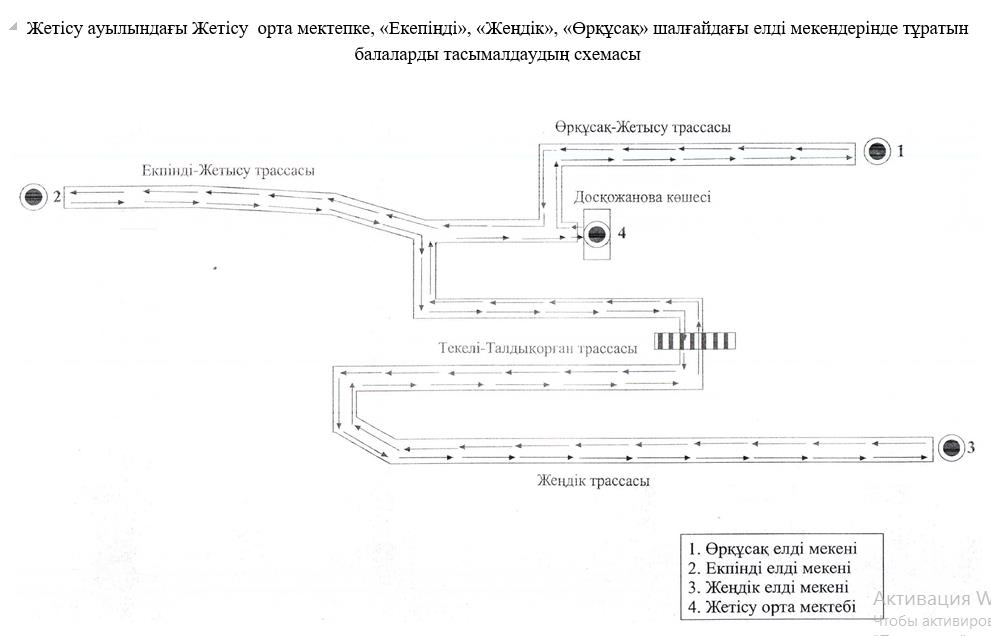 Жетісу ауылындағы Жетісу орта мектепке, «Екепіңді», «Жеңдік», «Өрқұсақ» шалғайдағы елді мекендерінде тұратын
балаларды тасымалдаудың схемасы
Өрқұсақ-Жетысу трассасы
1
Екпінді-Жетысу трассасы
2
Досқожанова көшесі
4
Текелі-Талдықорған трассасы
3
Жеңдік трассасы
1. Өрқұсақ елді мекені
2. Екпінді елді мекені
3. Жеңдік елді мекені
4. Жетісу орта мектебі
Активация W
Чтобы активиров